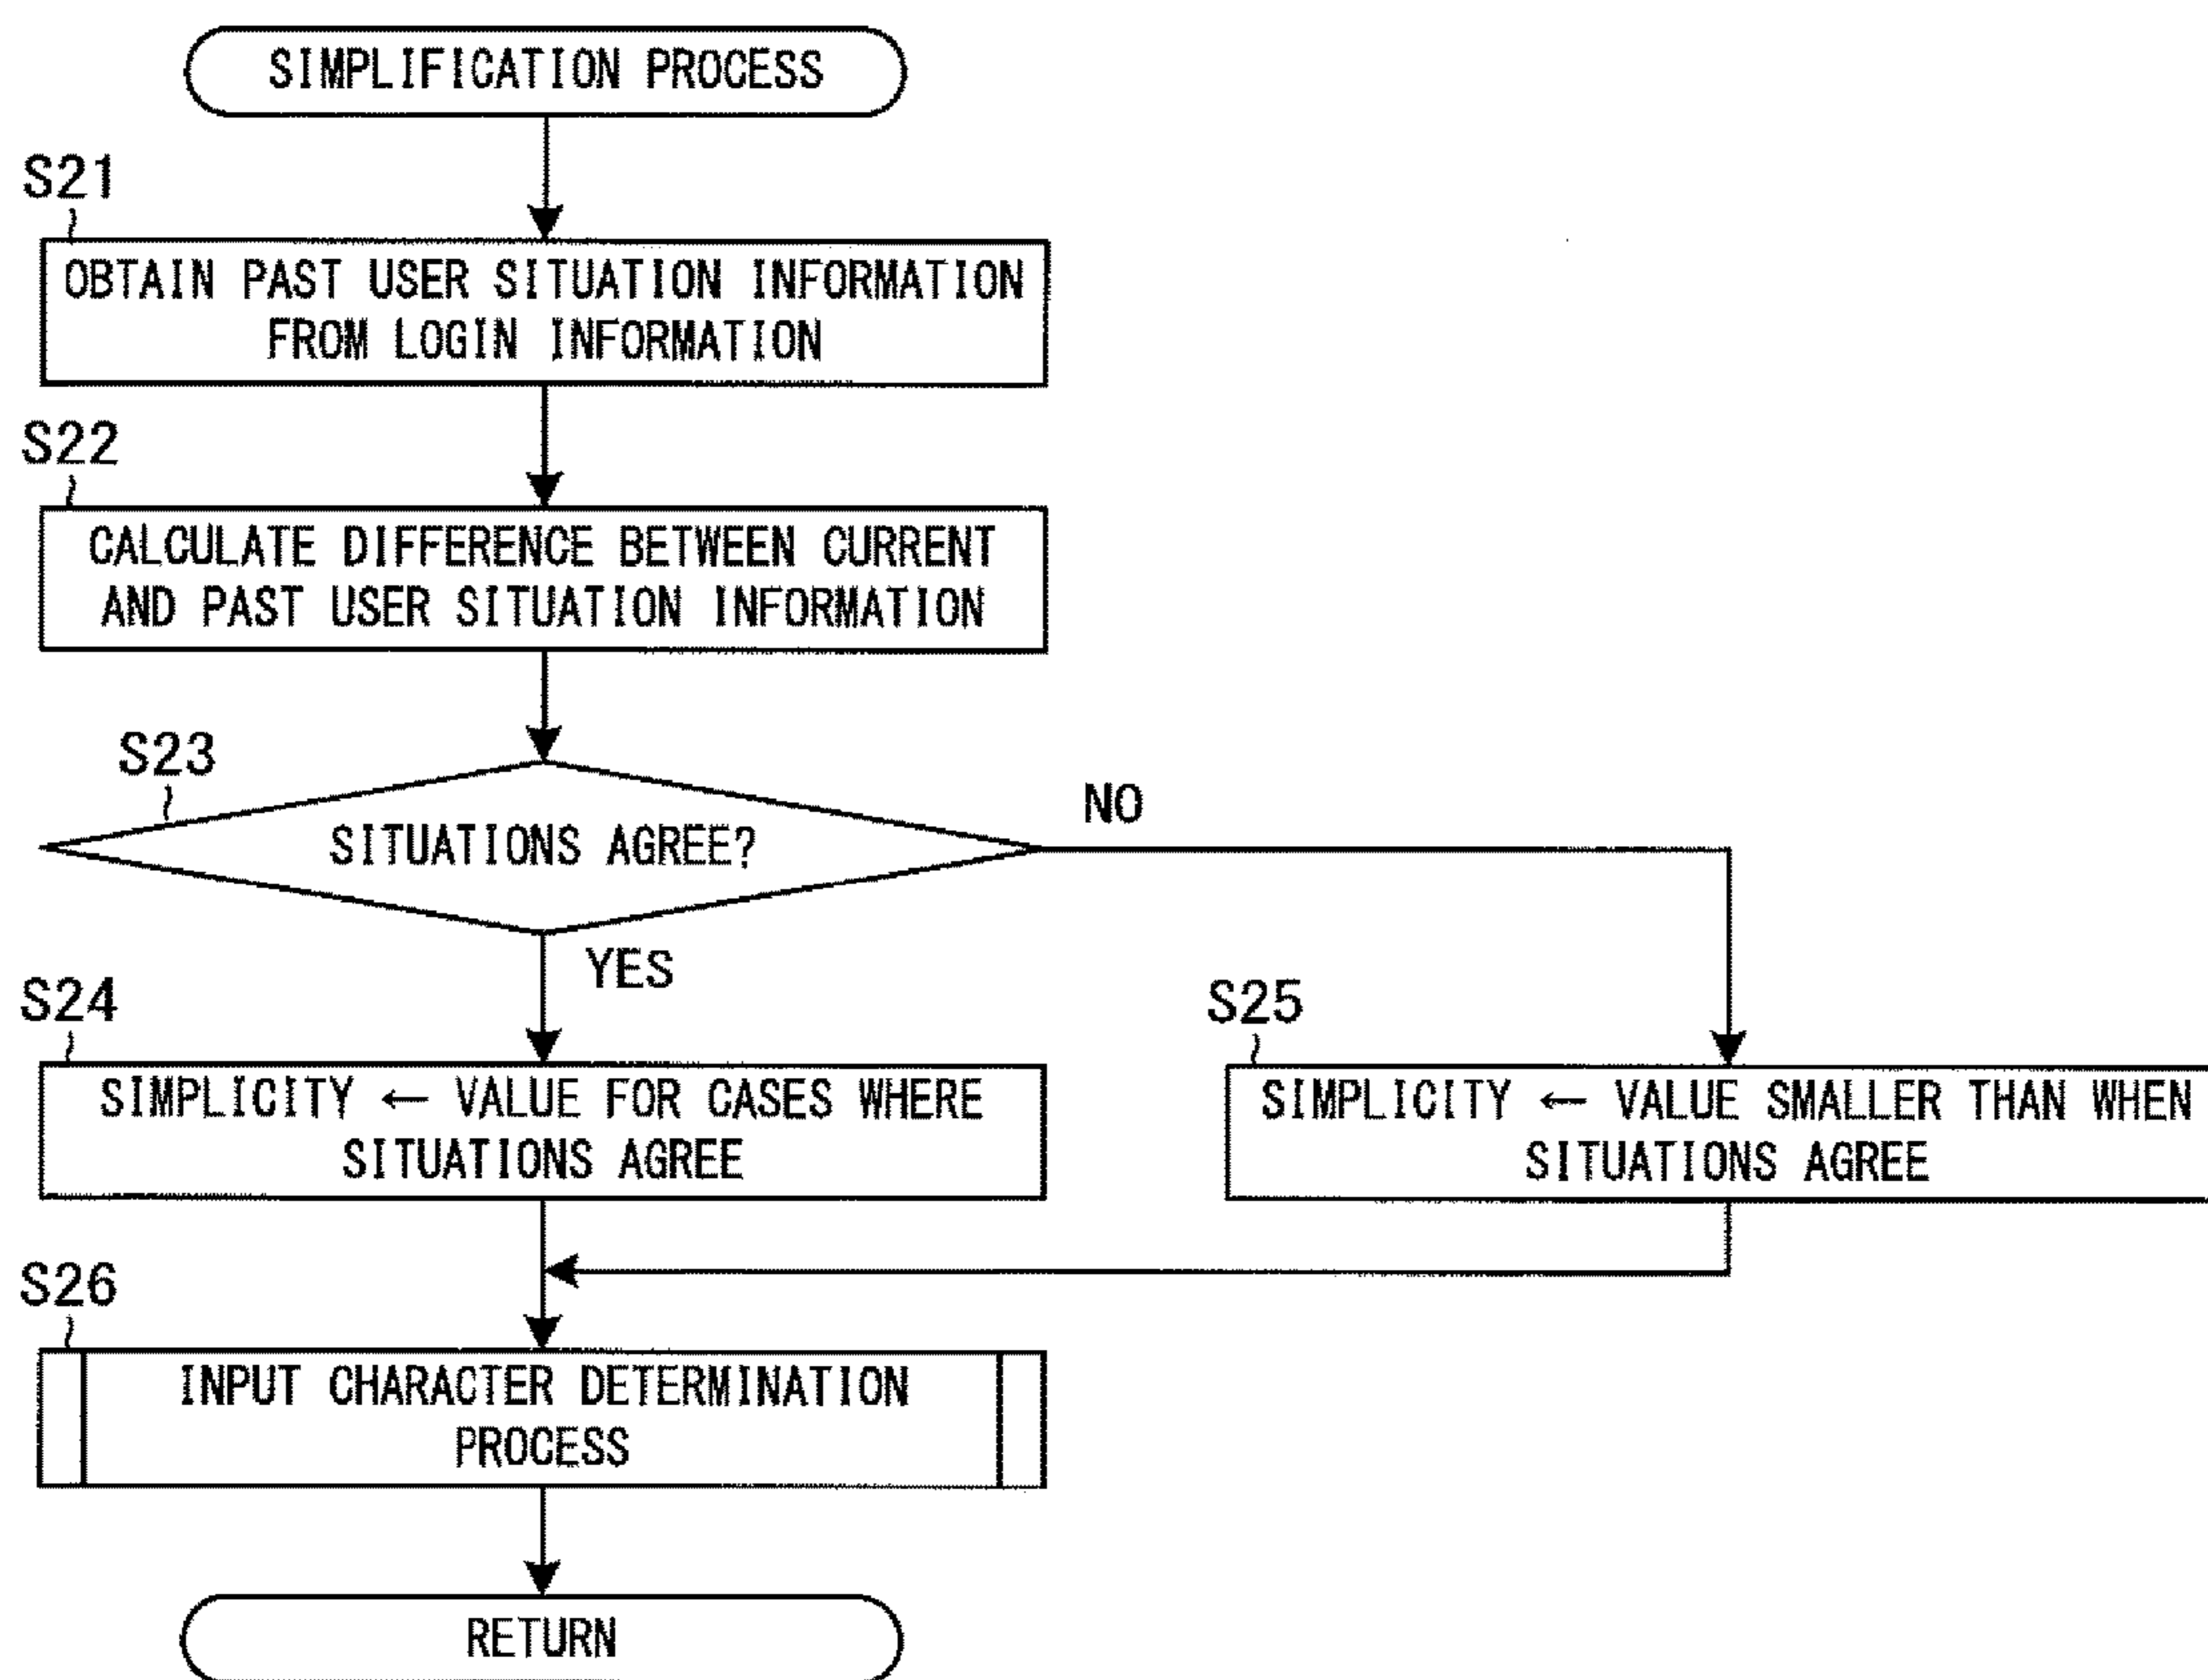 SIMPLIFICATION PROCESS
S21
OBTAIN PAST USER SITUATION INFORMATION
FROM LOGIN INFORMATION
S22
CALCULATE DIFFERENCE BETWEEN CURRENT
AND PAST USER SITUATION INFORMATION
S23
SITUATIONS AGREE?
NO
YES
S24
SIMPLICITY ← VALUE FOR CASES WHERE
SITUATIONS AGREE
S25
SIMPLICITY ← VALUE SMALLER THAN WHEN
SITUATIONS AGREE
S26
INPUT CHARACTER DETERMINATION
PROCESS
RETURN